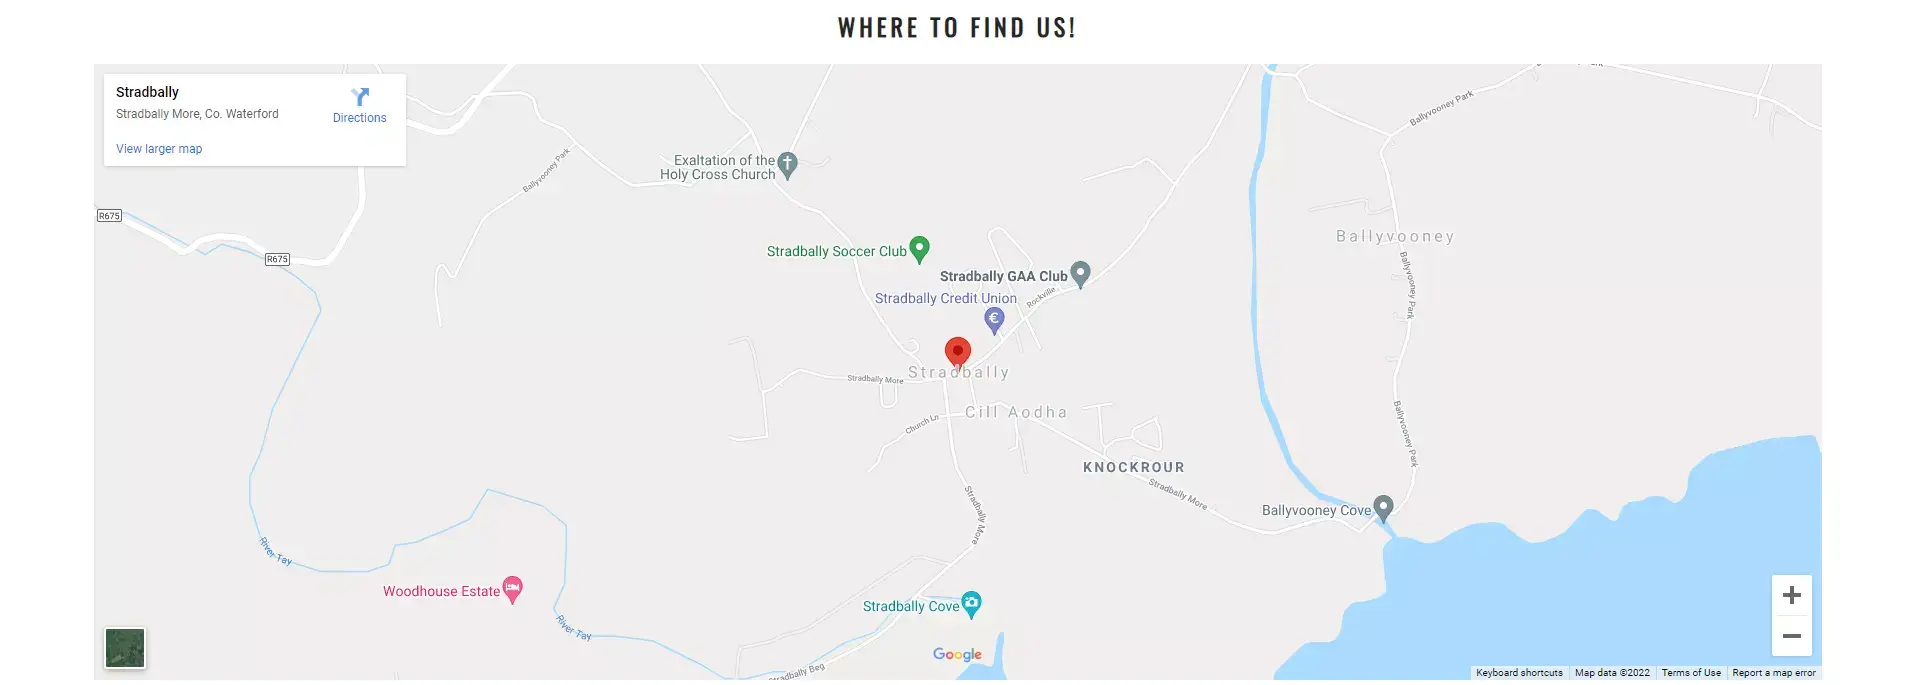 WHERE TO FIND US!
Stradbally
Stradbally More, Co. Waterford
Directions
View larger map
Ballyvooney Park
Ballyvooney Park
Exaltation of the
Holy Cross Church
R675
R675
Ballyvooney
Stradbally Soccer Club
Stradbally GAA Club
Stradbally Credit Union
Rockville
€
Ballyvooney Park
Stradbally
Stradbally More
Cill Aodha
Church Ln
Ballyvooney Park
KNOCKROUR
Stradbally More
Stradbally More
Ballyvooney Cove
River Tay
Woodhouse Estate
Stradbally Cove
River Tay
Google
Stradbally Beg
Keyboard shortcuts
Map data ©2022
Terms of Use
Report a map error